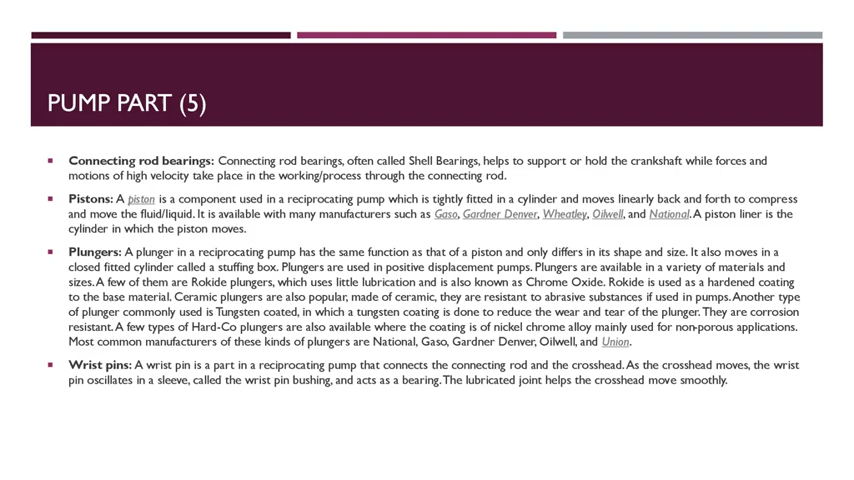 PUMP PART (5)
Connecting rod bearings: Connecting rod bearings, often called Shell Bearings, helps to support or hold the crankshaft while forces and
motions of high velocity take place in the working/process through the connecting rod.
Pistons: A piston is a component used in a reciprocating pump which is tightly fitted in a cylinder and moves linearly back and forth to compress
and move the fluid/liquid. It is available with many manufacturers such as Gaso, Gardner Denver, Wheatley, Oilwell, and National. A piston liner is the
cylinder in which the piston moves.
Plungers: A plunger in a reciprocating pump has the same function as that of a piston and only differs in its shape and size. It also moves in a
closed fitted cylinder called a stuffing box. Plungers are used in positive displacement pumps. Plungers are available in a variety of materials and
sizes. A few of them are Rokide plungers, which uses little lubrication and is also known as Chrome Oxide. Rokide is used as a hardened coating
to the base material. Ceramic plungers are also popular, made of ceramic, they are resistant to abrasive substances if used in pumps. Another type
of plunger commonly used is Tungsten coated, in which a tungsten coating is done to reduce the wear and tear of the plunger. They are corrosion
resistant. A few types of Hard-Co plungers are also available where the coating is of nickel chrome alloy mainly used for non-porous applications.
Most common manufacturers of these kinds of plungers are National, Gaso, Gardner Denver, Oilwell, and Union.
Wrist pins: A wrist pin is a part in a reciprocating pump that connects the connecting rod and the crosshead. As the crosshead moves, the wrist
pin oscillates in a sleeve, called the wrist pin bushing, and acts as a bearing. The lubricated joint helps the crosshead move smoothly.